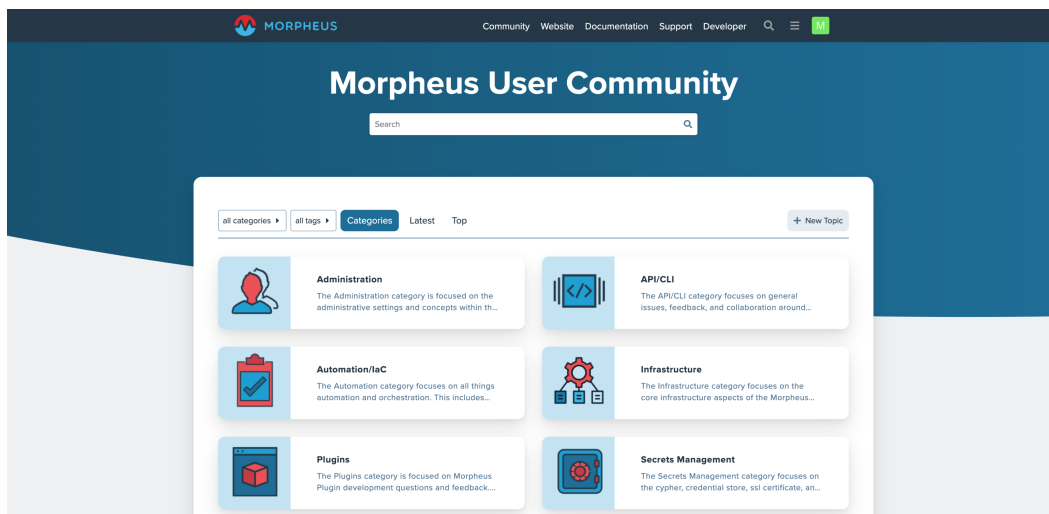 MORPHEUS
Community Website Documentation Support Developer
M
Morpheus User Community
Search
all categories all tags Categories Latest Top
+ New Topic
Administration
The Administration category is focused on the
administrative settings and concepts within th...
API/CLI
The API/CLI category focuses on general
issues, feedback, and collaboration around...
Automation/IaC
The Automation category focuses on all things
automation and orchestration. This includes...
Infrastructure
The Infrastructure category focuses on the
core infrastructure aspects of the Morpheus...
Plugins
The Plugins category is focused on Morpheus
Plugin development questions and feedback....
Secrets Management
The Secrets Management category focuses on
the cypher, credential store, ssl certificate, an...